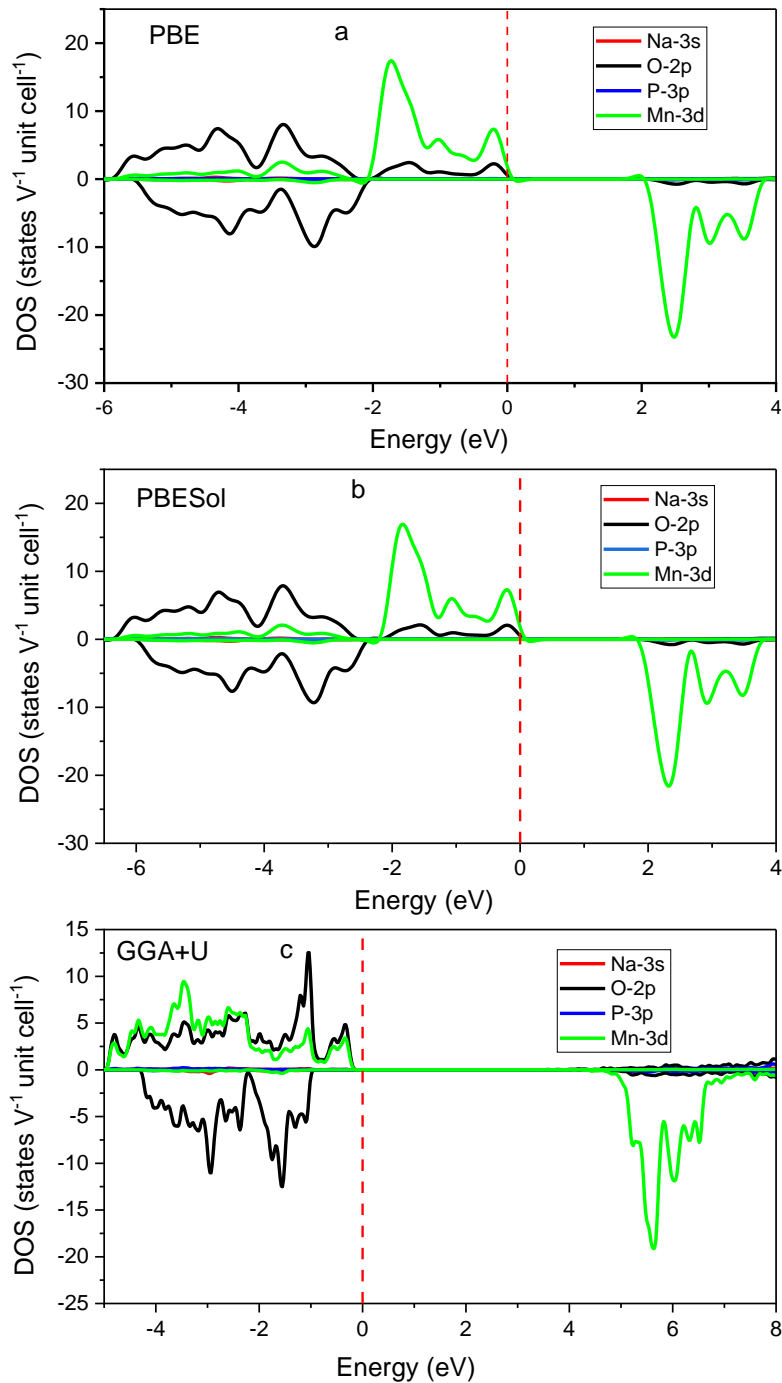 PBE
a
Na-3s
O-2p
P-3p
Mn-3d
20
10
0
-10
-20
-30
DOS (states V⁻¹ unit cell⁻¹)
-6
-4
-2
0
2
4
Energy (eV)
PBESol
b
Na-3s
O-2p
P-3p
Mn-3d
20
10
0
-10
-20
-30
DOS (states V⁻¹ unit cell⁻¹)
-6
-4
-2
0
2
4
Energy (eV)
GGA+U
c
Na-3s
O-2p
P-3p
Mn-3d
15
10
5
0
-5
-10
-15
-20
-25
DOS (states V⁻¹ unit cell⁻¹)
-4
-2
0
2
4
6
8
Energy (eV)